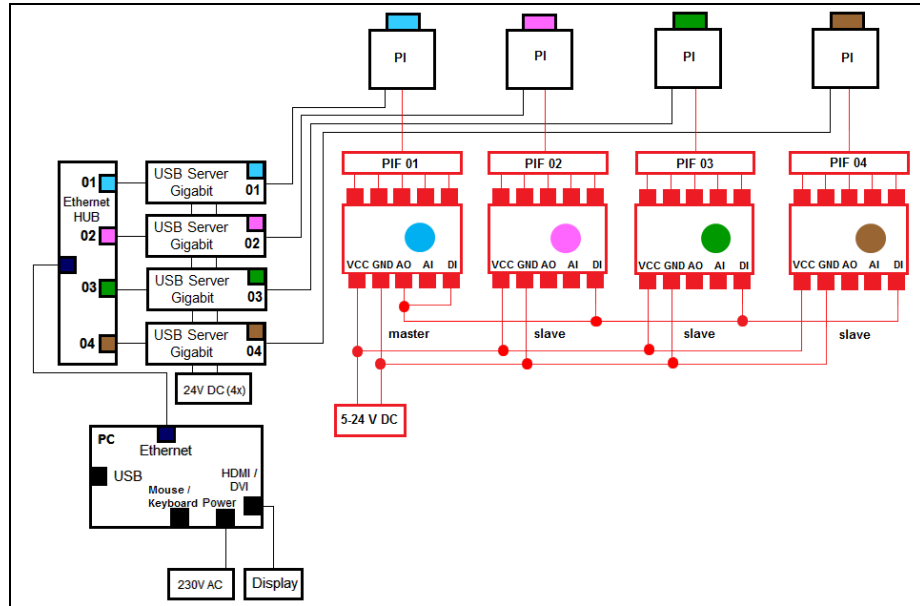 PI
PI
PI
PI
PIF 01
PIF 02
PIF 03
PIF 04
01
Ethernet
HUB
02
03
04
USB Server
Gigabit
01
USB Server
Gigabit
02
USB Server
Gigabit
03
USB Server
Gigabit
04
24V DC (4x)
VCC GND AO AI DI
VCC GND AO AI DI
VCC GND AO AI DI
VCC GND AO AI DI
master
slave
slave
slave
5-24 V DC
PC
Ethernet
USB
HDMI /
DVI
Mouse /
Keyboard
Power
230V AC
Display